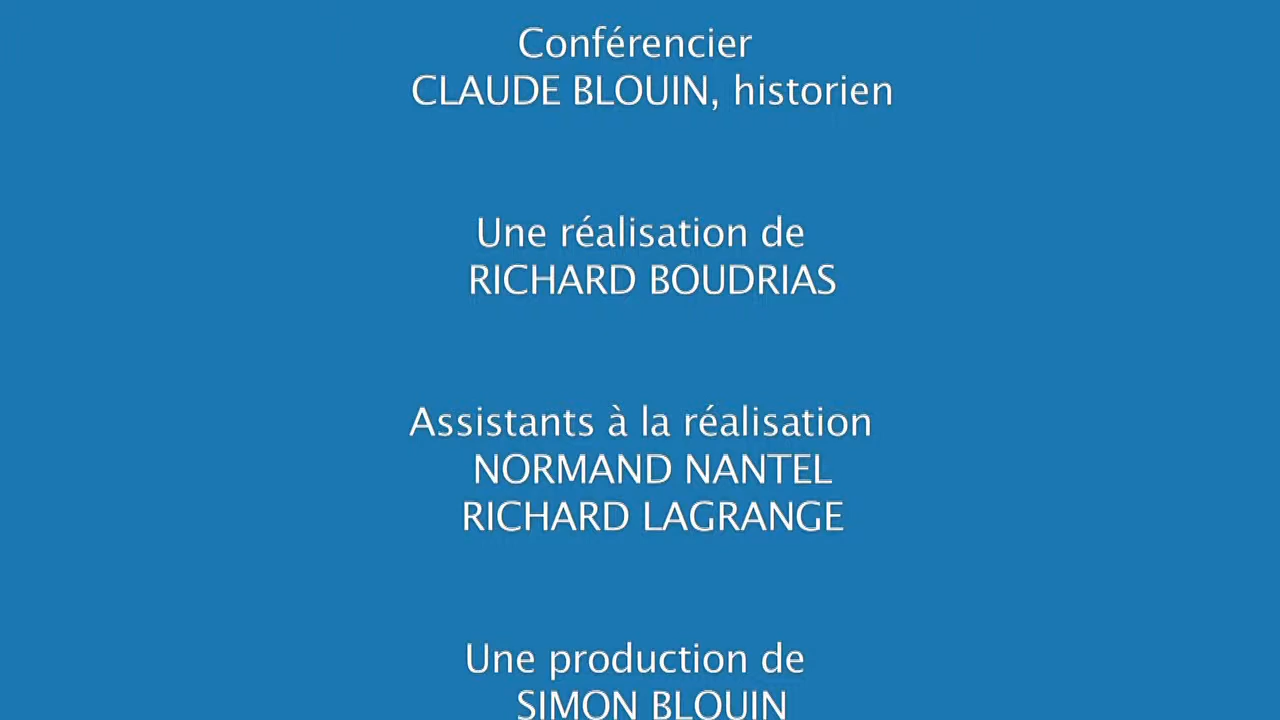 Conférencier
CLAUDE BLOUIN, historien
Une réalisation de
RICHARD BOUDRIAS
Assistants à la réalisation
NORMAND NANTEL
RICHARD LAGRANGE
Une production de
SIMON BLOUIN